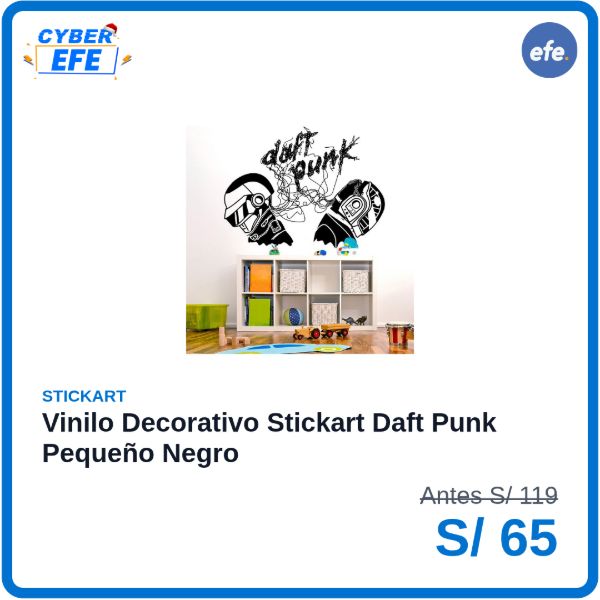 CYBER
EFE
efe.
daft
punk
STICKART
Vinilo Decorativo Stickart Daft Punk
Pequeño Negro
Antes S/ 119
S/ 65